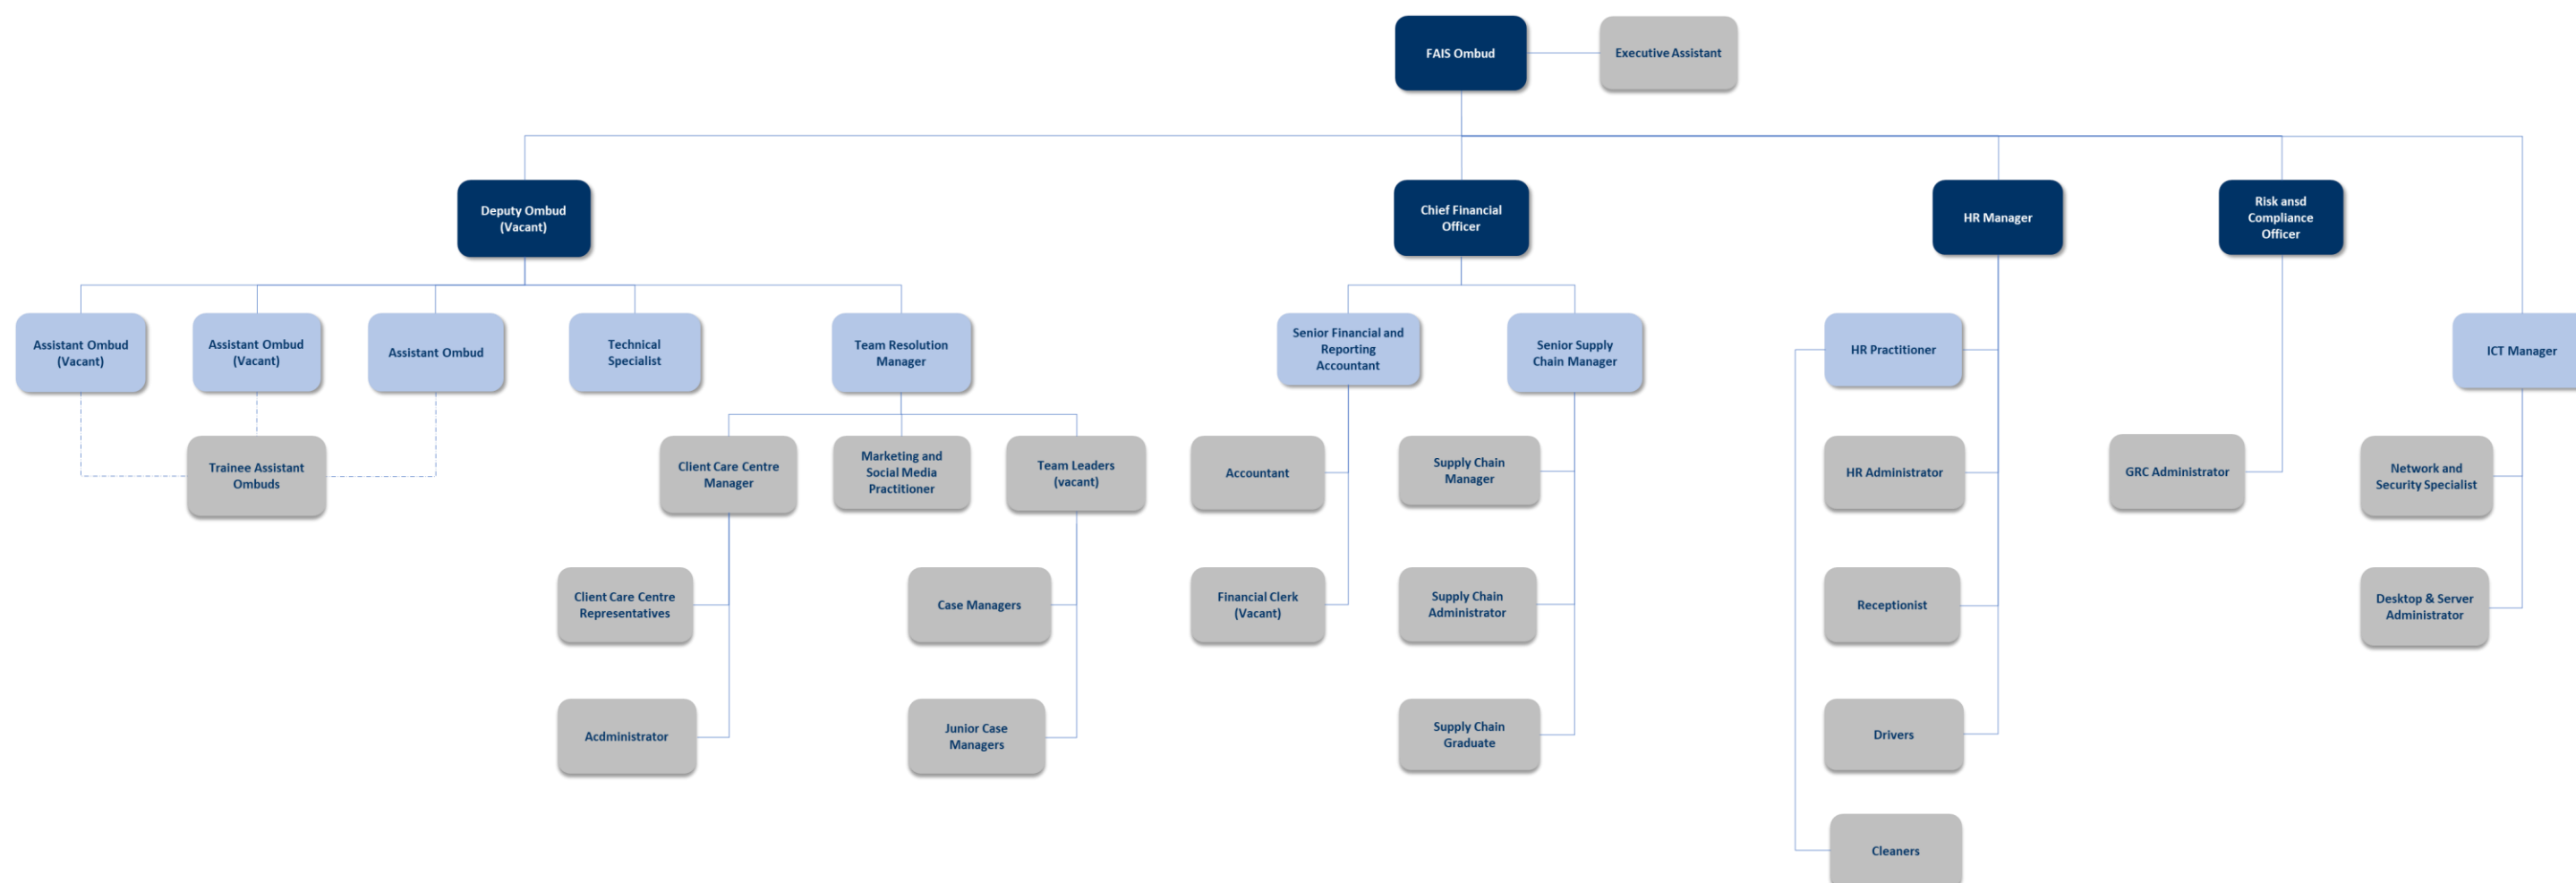 FAIS Ombud
Executive Assistant
Deputy Ombud
(Vacant)
Chief Financial
Officer
HR Manager
Risk ansd
Compliance
Officer
Assistant Ombud
(Vacant)
Assistant Ombud
(Vacant)
Assistant Ombud
Technical
Specialist
Team Resolution
Manager
Senior Financial and
Reporting
Accountant
Senior Supply
Chain Manager
HR Practitioner
ICT Manager
Trainee Assistant
Ombuds
Client Care Centre
Manager
Marketing and
Social Media
Practitioner
Team Leaders
(vacant)
Accountant
Supply Chain
Manager
HR Administrator
GRC Administrator
Network and
Security Specialist
Client Care Centre
Representatives
Case Managers
Financial Clerk
(Vacant)
Supply Chain
Administrator
Receptionist
Desktop & Server
Administrator
Acdministrator
Junior Case
Managers
Supply Chain
Graduate
Drivers
Cleaners